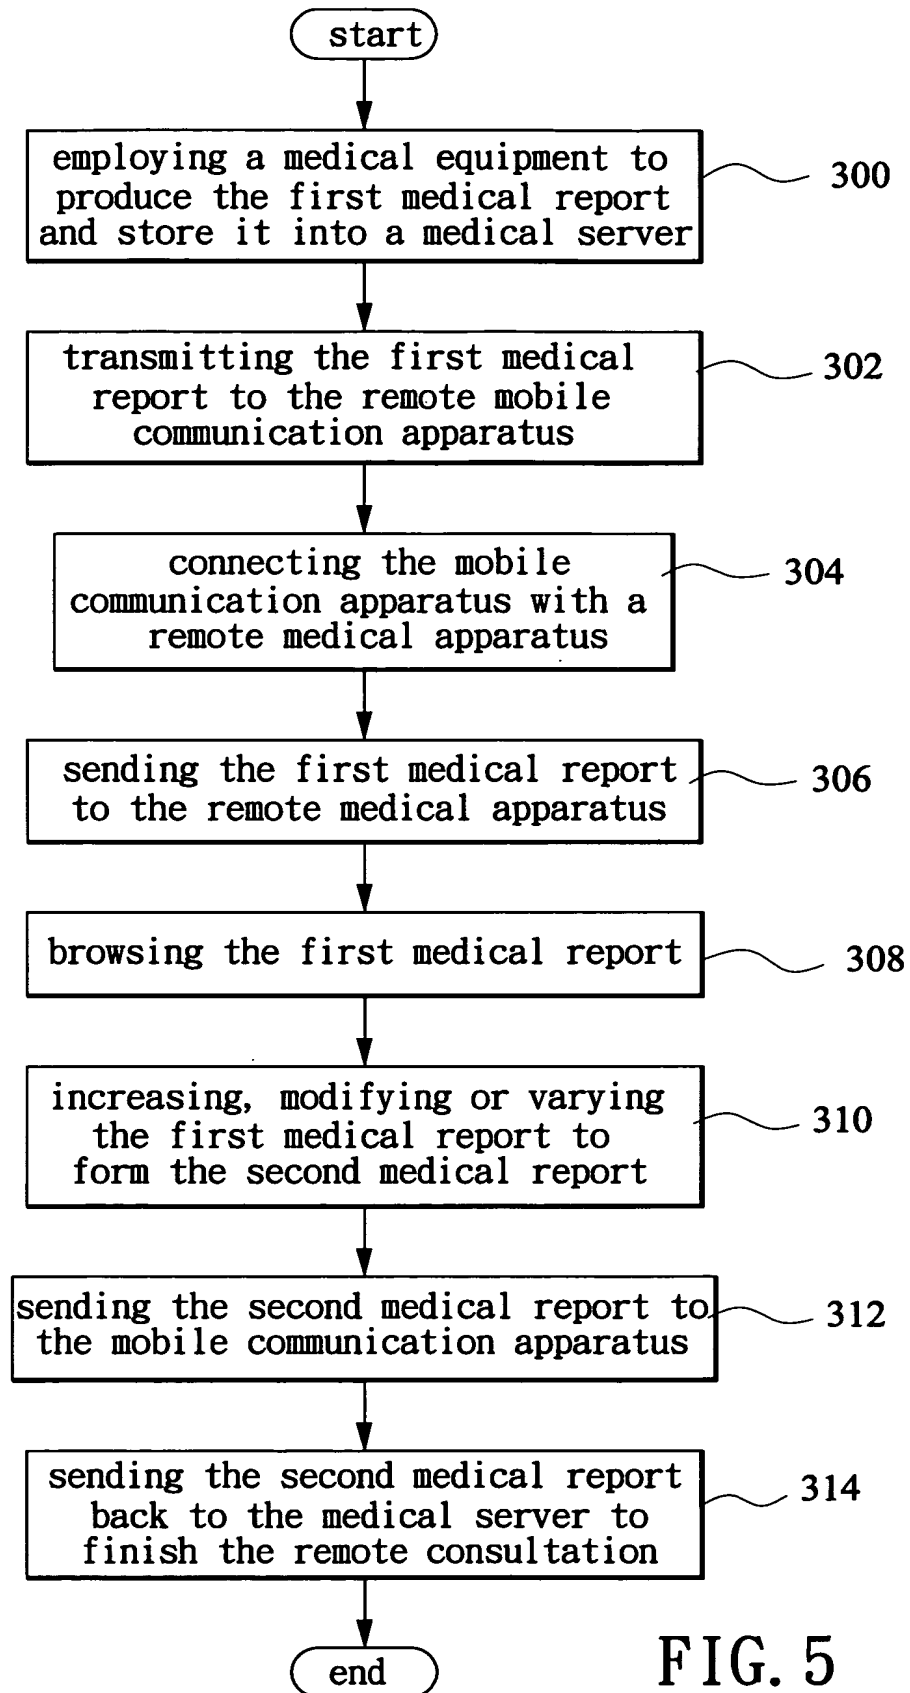 start
employing a medical equipment to
produce the first medical report
and store it into a medical server
300
transmitting the first medical
report to the remote mobile
communication apparatus
302
connecting the mobile
communication apparatus with a
remote medical apparatus
304
sending the first medical report
to the remote medical apparatus
306
browsing the first medical report
308
increasing, modifying or varying
the first medical report to
form the second medical report
310
sending the second medical report to
the mobile communication apparatus
312
sending the second medical report
back to the medical server to
finish the remote consultation
314
end
FIG. 5